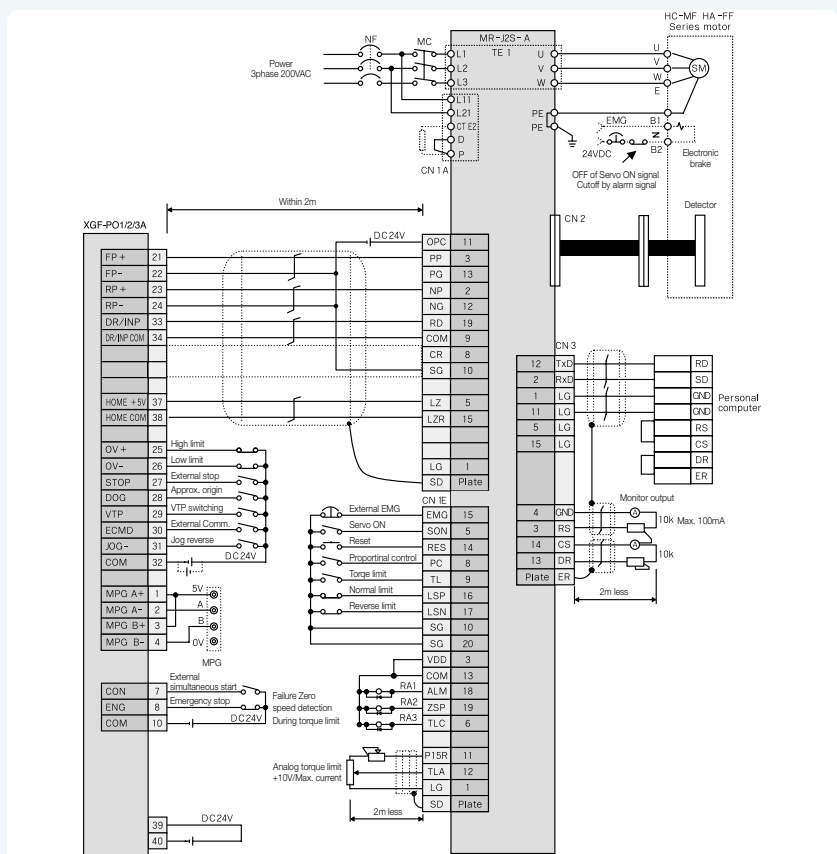 HC-MF HA-FF
Series motor
NF
MC
MR-J2S-A
TE 1
Power
3phase 200VAC
L1
L2
L3
L11
L21
CT E2
D
P
CN 1A
U
V
W
PE
PE
U
V
W
E
SM
EMG
B1
B2
24VDC
Electronic
brake
OFF of Servo ON signal
Cutoff by alarm signal
Detector
CN 2
Within 2m
XGF-PO1/2/3A
DC24V
FP+ 21
FP- 22
RP+ 23
RP- 24
DR/INP 33
DR/INP COM 34
HOME +5V 37
HOME COM 38
OV+ 25 High limit
OV- 26 Low limit
STOP 27 External stop
DOG 28 Approx. origin
VTP 29 VTP switching
ECMD 30 External Comm.
JOG- 31 Jog reverse
COM 32 DC24V
MPG A+ 1 5V
MPG A- 2 A
MPG B+ 3 B
MPG B- 4 0V
MPG
CON 7 External
simultaneous start
ENG 8 Emergency stop
COM 10 DC24V
39 DC24V
40
OPC 11
PP 3
PG 13
NP 2
NG 12
RD 19
COM 9
CR 8
SG 10
LZ 5
LZR 15
LG 1
SD Plate
CN 1E
External EMG EMG 15
Servo ON SON 5
Reset RES 14
Proportinal control PC 8
Torqe limit TL 9
Normal limit LSP 16
Reverse limit LSN 17
SG 10
SG 20
VDD 3
COM 13
RA1 ALM 18
RA2 ZSP 19
RA3 TLC 6
Failure Zero
speed detection
During torque limit
P15R 11
TLA 12
LG 1
SD Plate
Analog torque limit
+10V/Max. current
2m less
CN 3
12 TxD RD
2 RxD SD
1 LG GND
11 LG GND
5 LG RS
15 LG CS
DR
ER
Personal
computer
Monitor output
4 GND A
3 RS
10k Max. 100mA
14 CS A
13 DR
10k
Plate ER
2m less